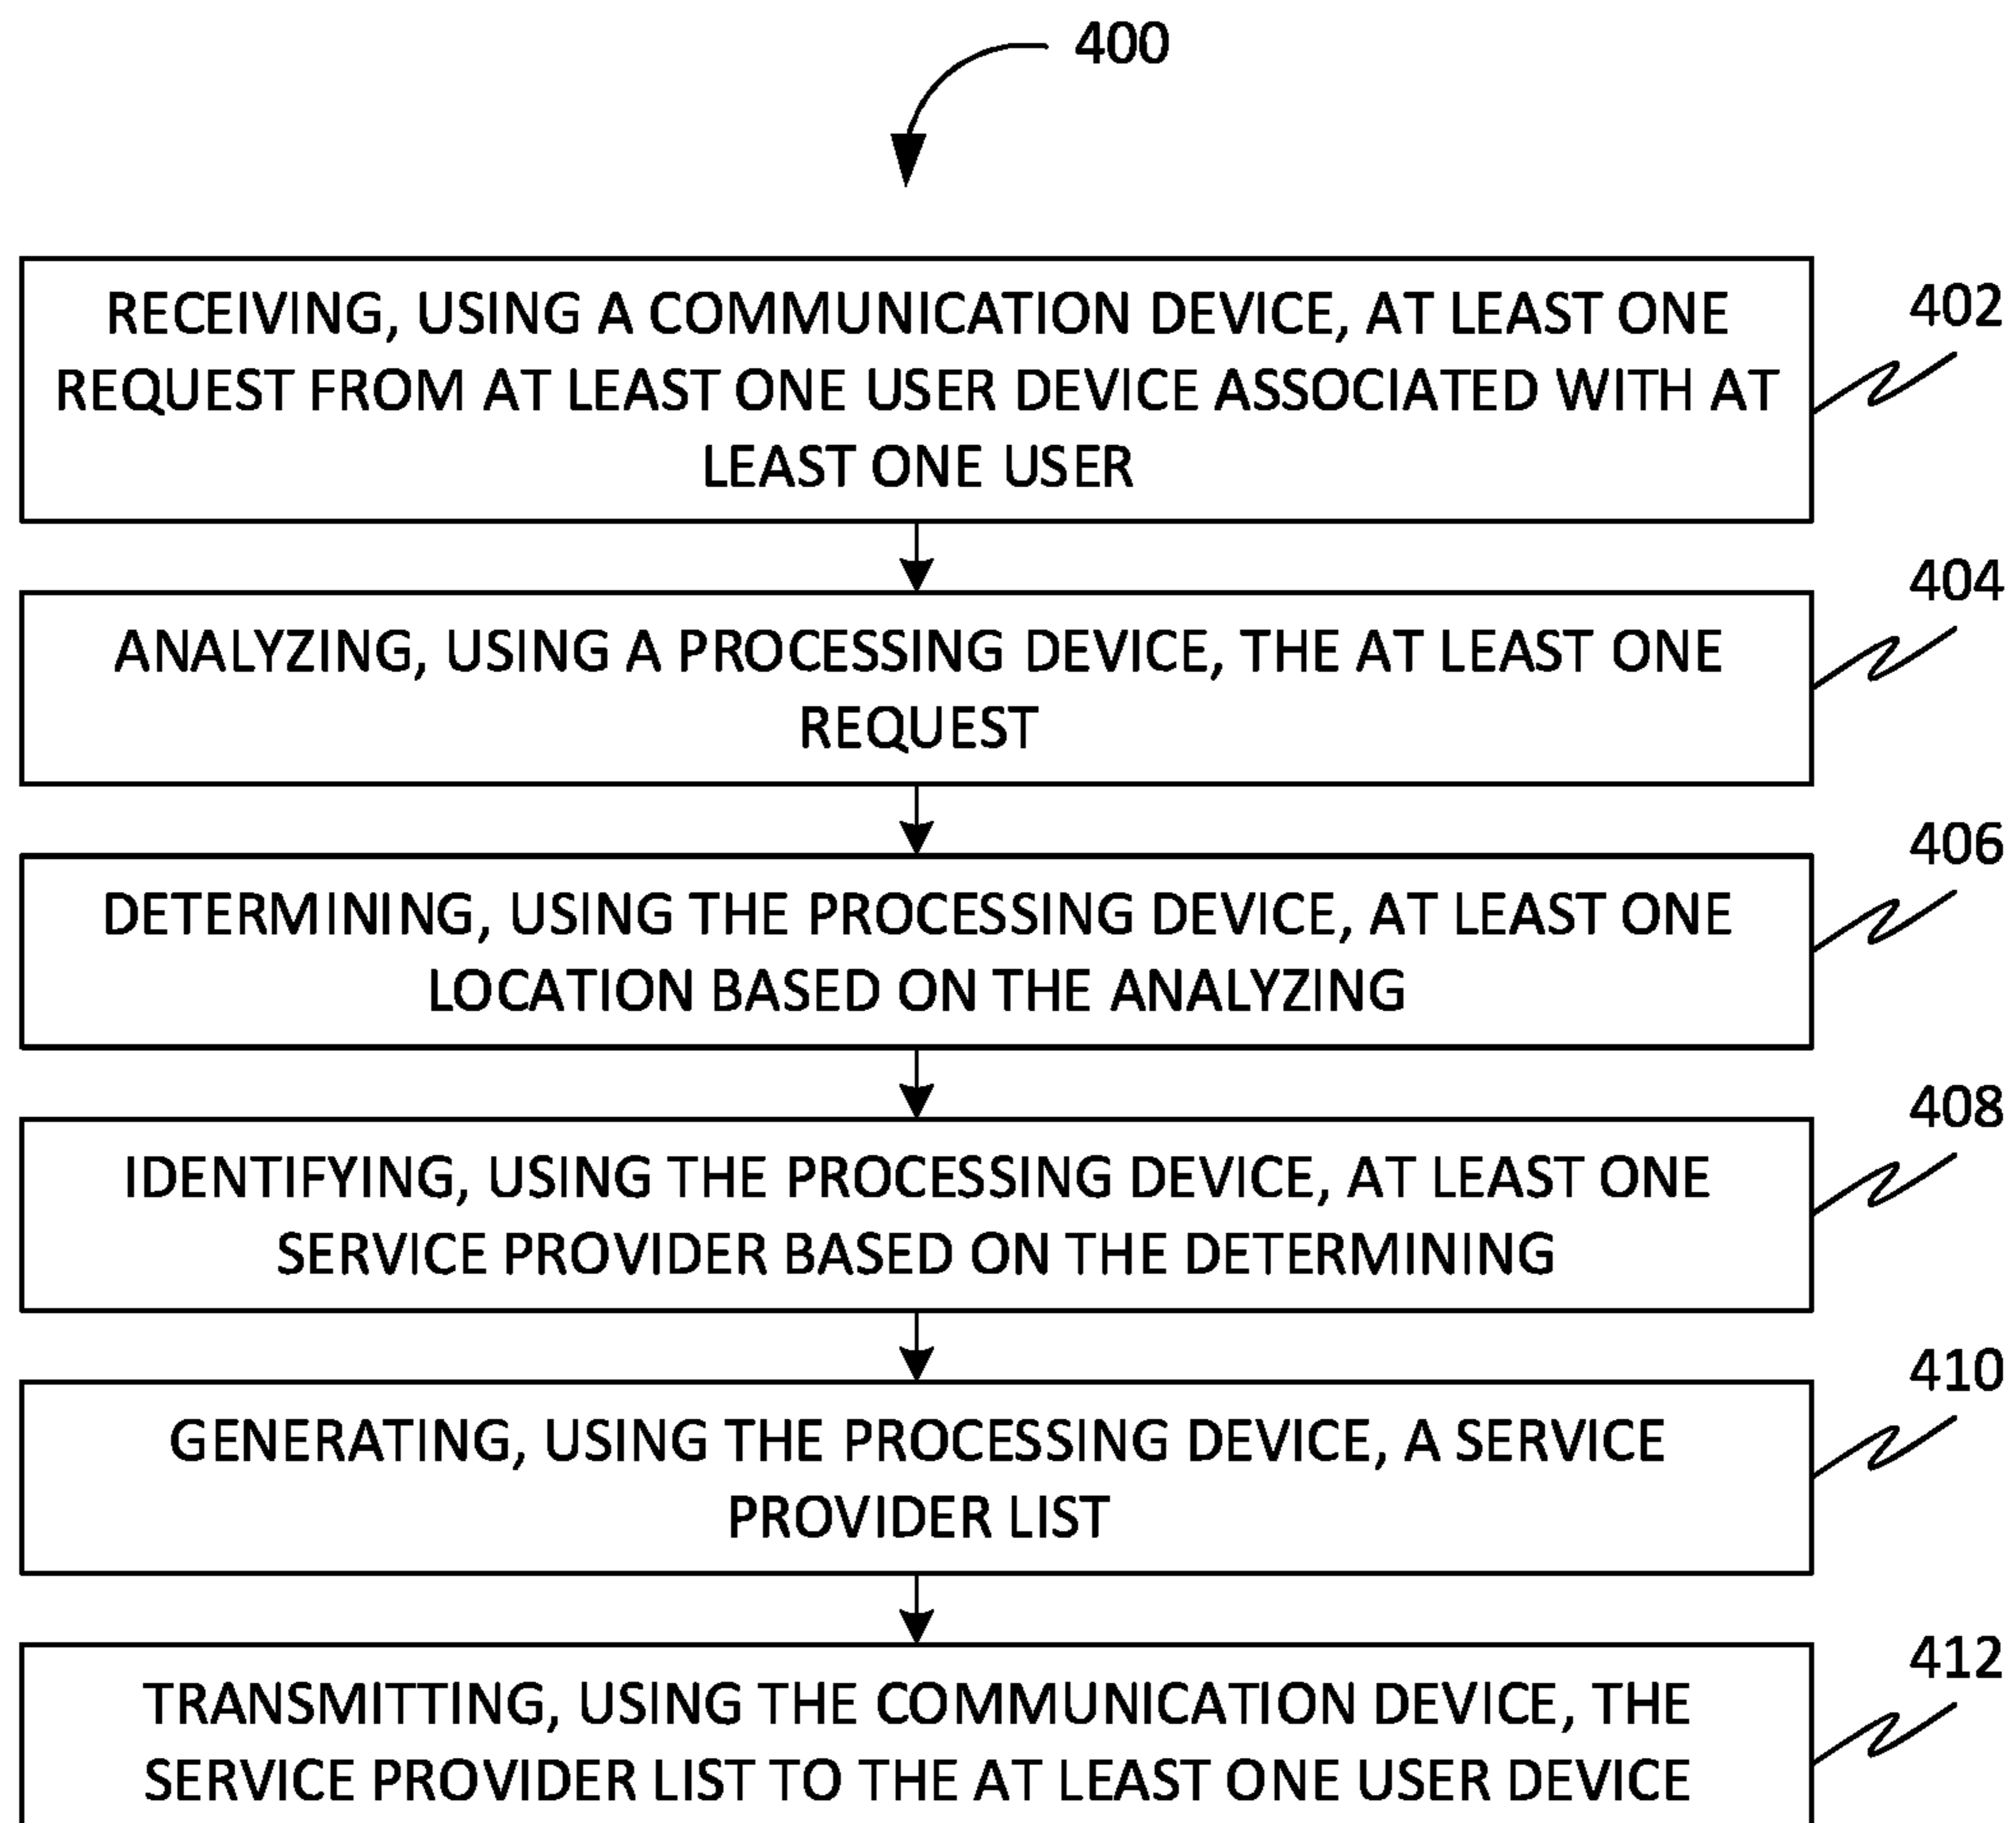 400
RECEIVING, USING A COMMUNICATION DEVICE, AT LEAST ONE
REQUEST FROM AT LEAST ONE USER DEVICE ASSOCIATED WITH AT
LEAST ONE USER
402
ANALYZING, USING A PROCESSING DEVICE, THE AT LEAST ONE
REQUEST
404
DETERMINING, USING THE PROCESSING DEVICE, AT LEAST ONE
LOCATION BASED ON THE ANALYZING
406
IDENTIFYING, USING THE PROCESSING DEVICE, AT LEAST ONE
SERVICE PROVIDER BASED ON THE DETERMINING
408
GENERATING, USING THE PROCESSING DEVICE, A SERVICE
PROVIDER LIST
410
TRANSMITTING, USING THE COMMUNICATION DEVICE, THE
SERVICE PROVIDER LIST TO THE AT LEAST ONE USER DEVICE
412